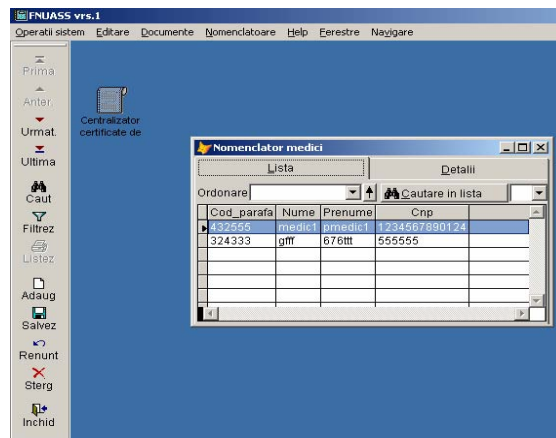 FNUASS vrs.1
Operatii sistem Editare Documente Nomenclatoare Help Ferestre Navigare
Prima
Anter.
Urmat.
Ultima
Caut
Filtrez
Listez
Adaug
Salvez
Renunt
Sterg
Inchid
Centralizator
certificate de
Nomenclator medici
Lista Detalii
Ordonare Cautare in lista
Cod_parafa Nume Prenume Cnp
432555 medic1 pmedic1 1234567890124
324333 gfff 676ttt 555555